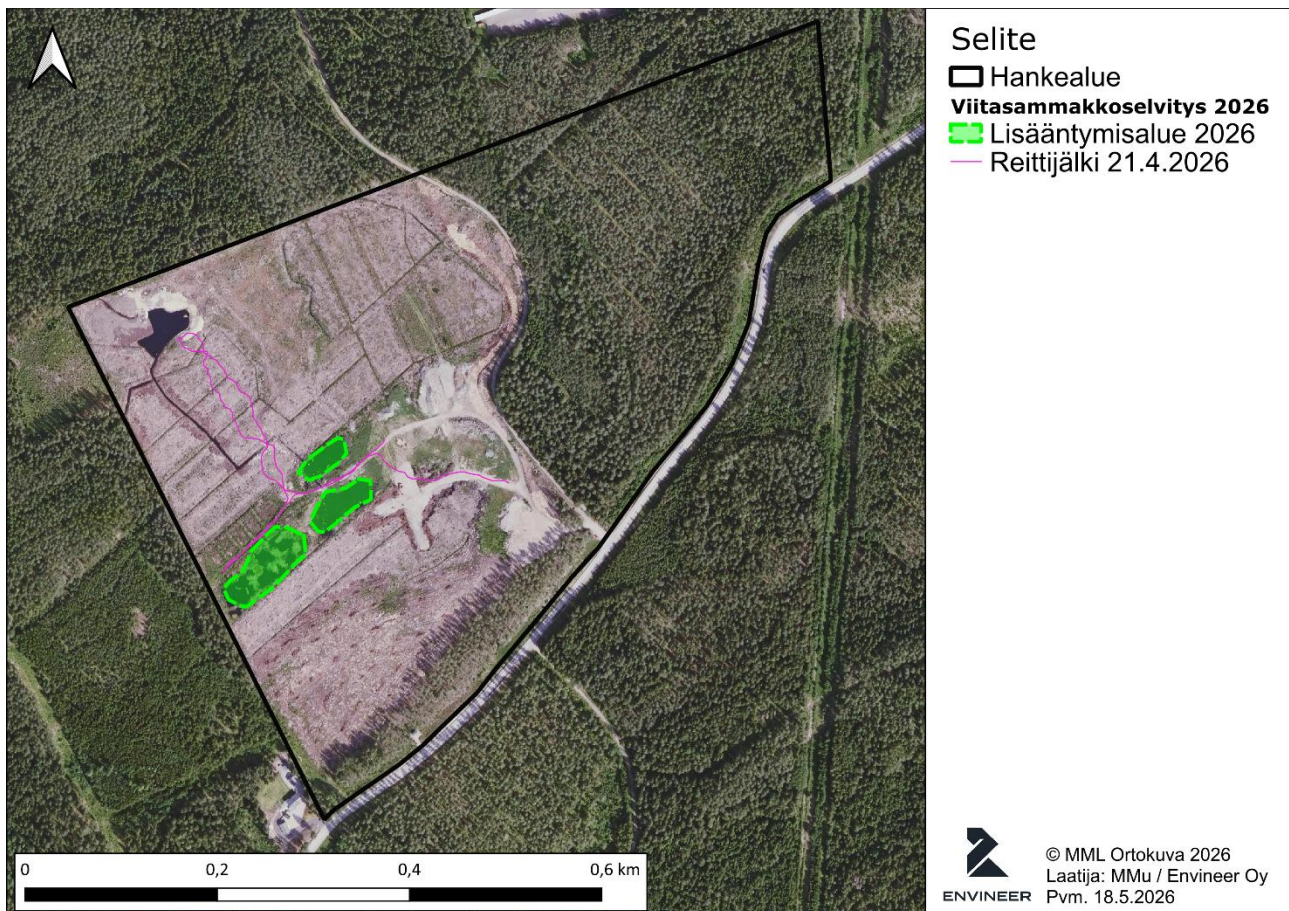 Selite
Hankealue
Viitasammakkoselvitys 2026
Lisääntymisalue 2026
Reittijälki 21.4.2026
0 0,2 0,4 0,6 km
ENVINEER
© MML Ortokuva 2026
Laatija: MMu / Envineer Oy
Pvm. 18.5.2026